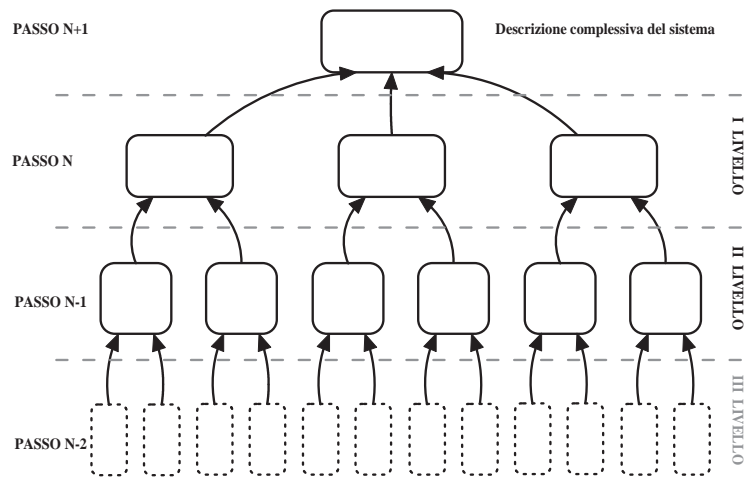 PASSO N+1
Descrizione complessiva del sistema
PASSO N
I LIVELLO
PASSO N-1
II LIVELLO
PASSO N-2
III LIVELLO